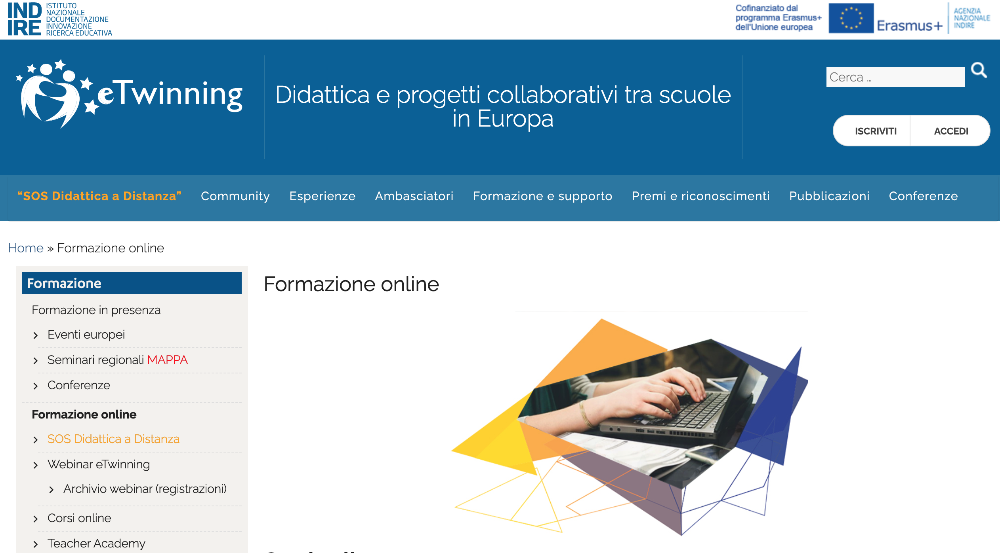 IND
IRE
ISTITUTO
NAZIONALE
DOCUMENTAZIONE
INNOVAZIONE
RICERCA EDUCATIVA
Cofinanziato dal
programma Erasmus+
dell'Unione europea
Erasmus+
AGENZIA
NAZIONALE
INDIRE
eTwinning
Didattica e progetti collaborativi tra scuole
in Europa
Cerca ...
ISCRIVITI
ACCEDI
“SOS Didattica a Distanza” Community Esperienze Ambasciatori Formazione e supporto Premi e riconoscimenti Pubblicazioni Conferenze
Home » Formazione online
Formazione
Formazione in presenza
Eventi europei
Seminari regionali MAPPA
Conferenze
Formazione online
SOS Didattica a Distanza
Webinar eTwinning
Archivio webinar (registrazioni)
Corsi online
Teacher Academy
Formazione online